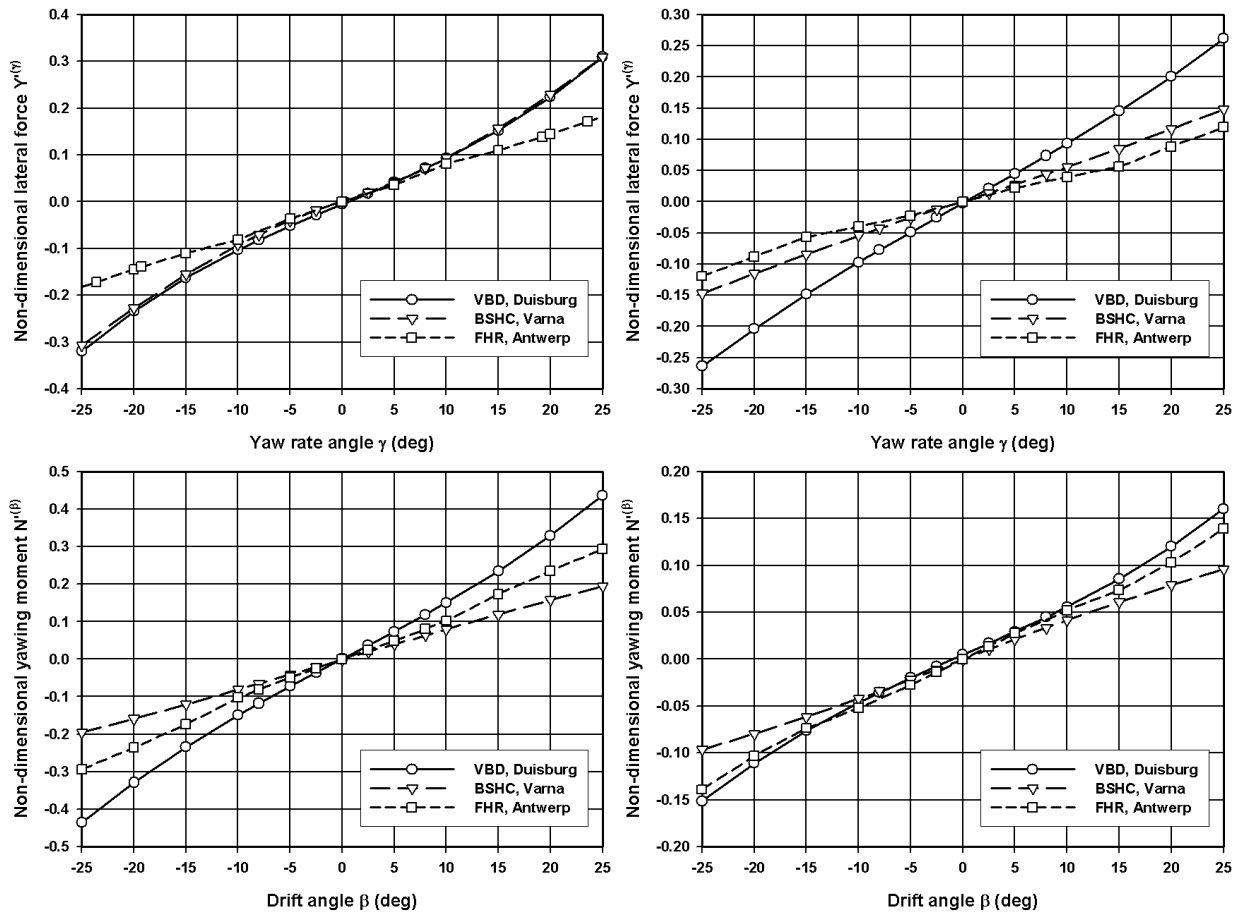 Non-dimensional lateral force Y'(γ)
0.4
0.3
0.2
0.1
0.0
-0.1
-0.2
-0.3
-0.4
VBD, Duisburg
BSHC, Varna
FHR, Antwerp
-25 -20 -15 -10 -5 0 5 10 15 20 25
Yaw rate angle γ (deg)
Non-dimensional lateral force Y'(γ)
0.30
0.25
0.20
0.15
0.10
0.05
0.00
-0.05
-0.10
-0.15
-0.20
-0.25
-0.30
VBD, Duisburg
BSHC, Varna
FHR, Antwerp
-25 -20 -15 -10 -5 0 5 10 15 20 25
Yaw rate angle γ (deg)
Non-dimensional yawing moment N'(β)
0.5
0.4
0.3
0.2
0.1
0.0
-0.1
-0.2
-0.3
-0.4
-0.5
VBD, Duisburg
BSHC, Varna
FHR, Antwerp
-25 -20 -15 -10 -5 0 5 10 15 20 25
Drift angle β (deg)
Non-dimensional yawing moment N'(β)
0.20
0.15
0.10
0.05
0.00
-0.05
-0.10
-0.15
-0.20
VBD, Duisburg
BSHC, Varna
FHR, Antwerp
-25 -20 -15 -10 -5 0 5 10 15 20 25
Drift angle β (deg)